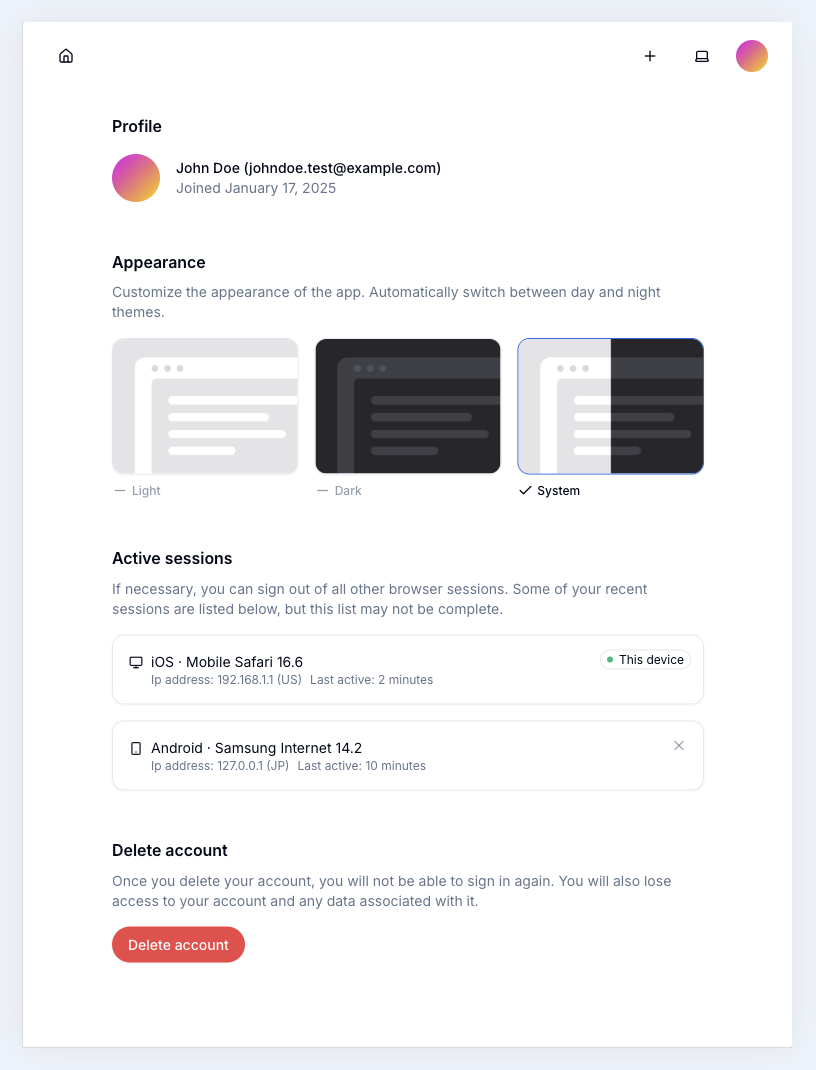 Profile
John Doe (johndoe.test@example.com)
Joined January 17, 2025
Appearance
Customize the appearance of the app. Automatically switch between day and night
themes.
Light
Dark
System
Active sessions
If necessary, you can sign out of all other browser sessions. Some of your recent
sessions are listed below, but this list may not be complete.
iOS · Mobile Safari 16.6
This device
Ip address: 192.168.1.1 (US) Last active: 2 minutes
Android · Samsung Internet 14.2
Ip address: 127.0.0.1 (JP) Last active: 10 minutes
Delete account
Once you delete your account, you will not be able to sign in again. You will also lose
access to your account and any data associated with it.
Delete account